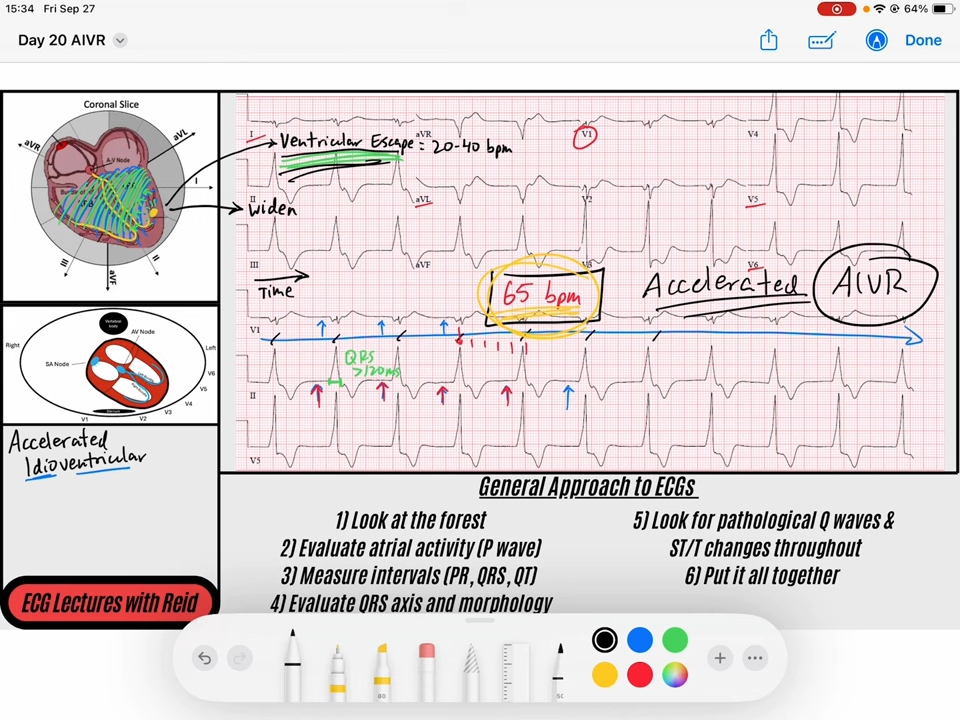 15:34 Fri Sep 27
64%
Day 20 AIVR
Done
Coronal Slice
aVR
aVL
A-V Node
I
III
II
aVF
Vertebral body
Right
Left
AV Node
SA Node
V6
V5
V4
V3
V1
V2
Accelerated
Idioventricular
ECG Lectures with Reid
I
aVR
V1
V4
Ventricular Escape = 20-40 bpm
II
aVL
V2
V5
Widen
III
aVF
V3
V6
Time
65 bpm
Accelerated
AIVR
V1
QRS
>120ms
II
V5
General Approach to ECGs
1) Look at the forest
2) Evaluate atrial activity (P wave)
3) Measure intervals (PR, QRS, QT)
4) Evaluate QRS axis and morphology
5) Look for pathological Q waves &
ST/T changes throughout
6) Put it all together
80